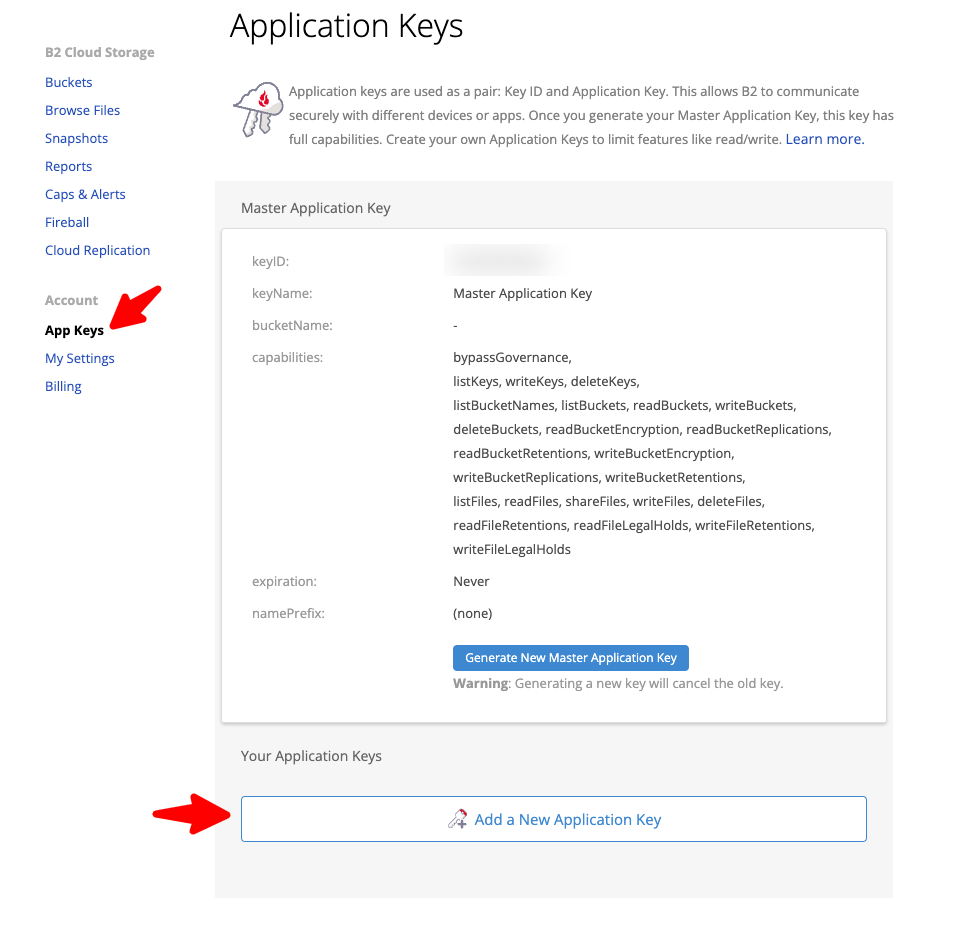 Application Keys
B2 Cloud Storage
Buckets
Browse Files
Snapshots
Reports
Caps & Alerts
Fireball
Cloud Replication
Account
App Keys
My Settings
Billing
Application keys are used as a pair: Key ID and Application Key. This allows B2 to communicate
securely with different devices or apps. Once you generate your Master Application Key, this key has
full capabilities. Create your own Application Keys to limit features like read/write. Learn more.
Master Application Key
keyID:
keyName: Master Application Key
bucketName: -
capabilities: bypassGovernance,
listKeys, writeKeys, deleteKeys,
listBucketNames, listBuckets, readBuckets, writeBuckets,
deleteBuckets, readBucketEncryption, readBucketReplications,
readBucketRetentions, writeBucketEncryption,
writeBucketReplications, writeBucketRetentions,
listFiles, readFiles, shareFiles, writeFiles, deleteFiles,
readFileRetentions, readFileLegalHolds, writeFileRetentions,
writeFileLegalHolds
expiration: Never
namePrefix: (none)
Generate New Master Application Key
Warning: Generating a new key will cancel the old key.
Your Application Keys
Add a New Application Key